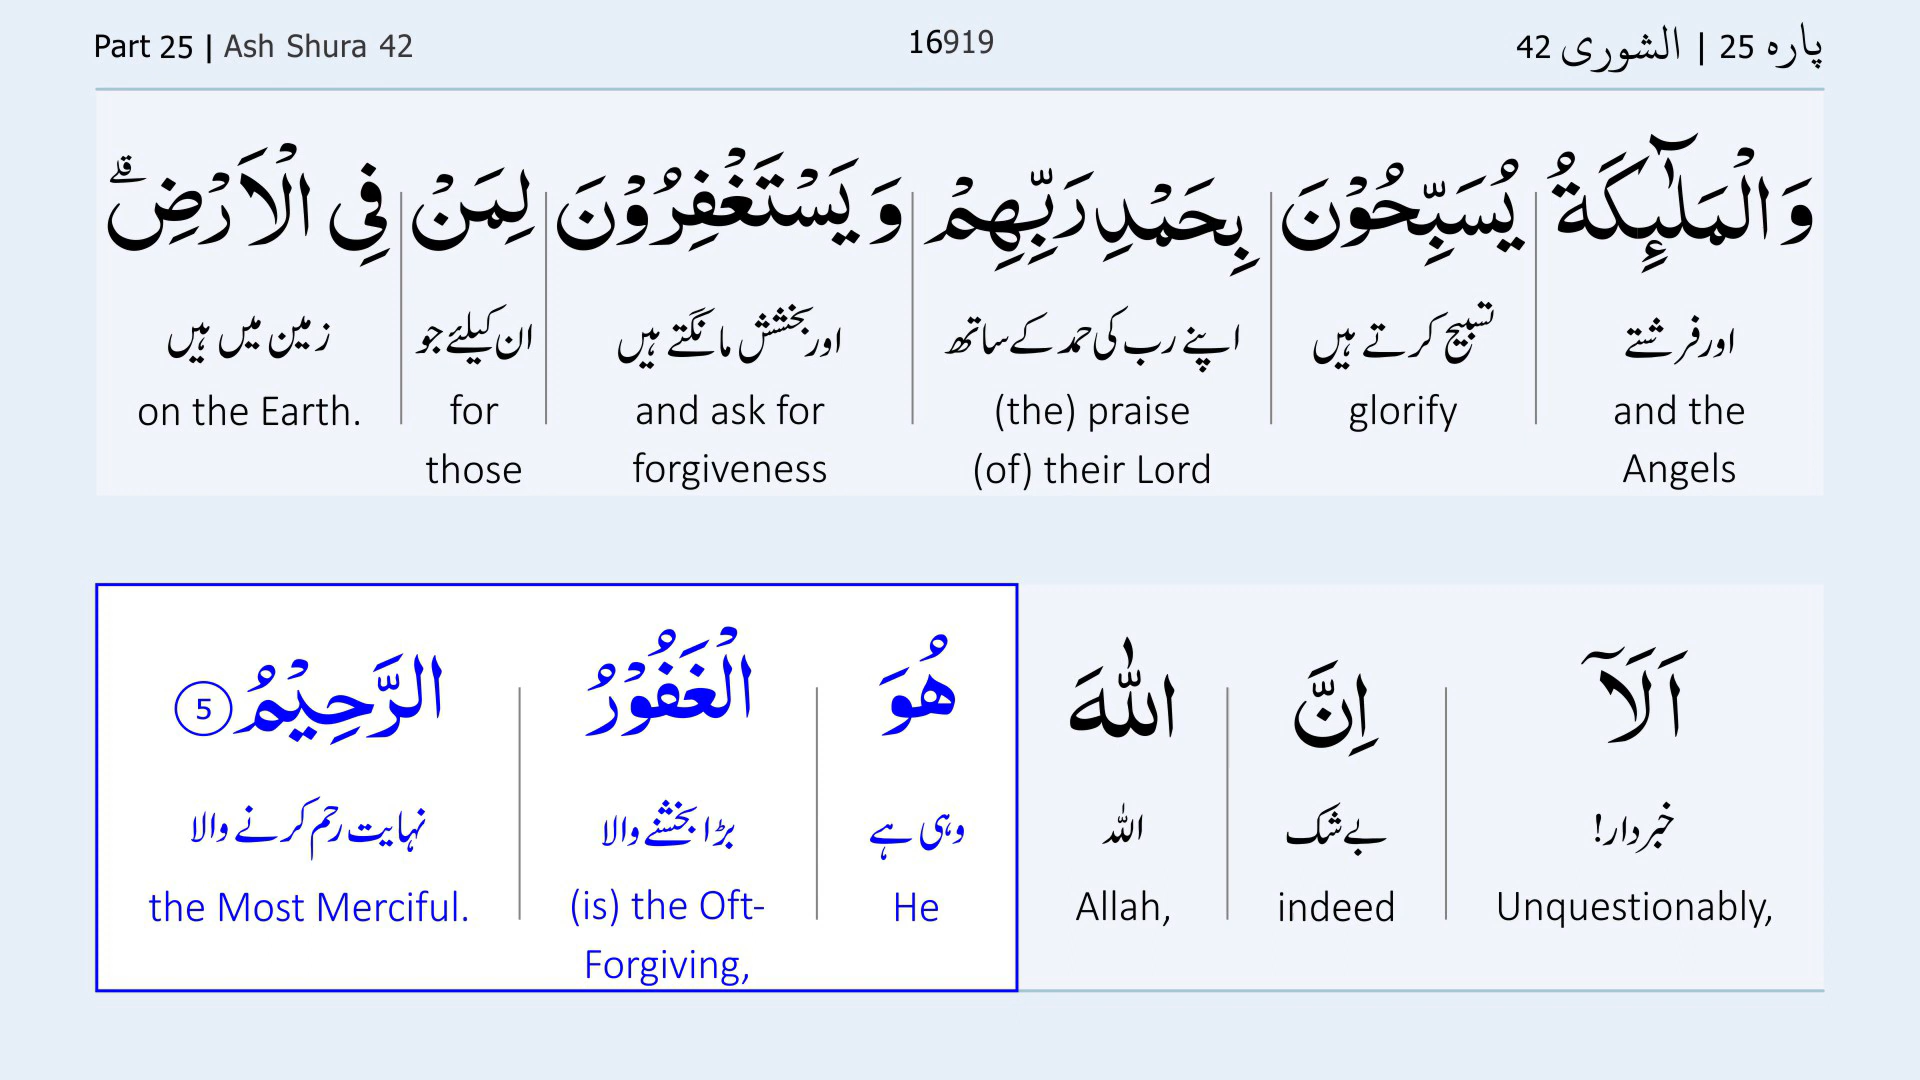 Part 25 | Ash Shura 42
16919
پارہ 25 | الشوری 42
وَالْمَلٰٓئِكَةُ يُسَبِّحُوْنَ بِحَمْدِ رَبِّهِمْ وَ يَسْتَغْفِرُوْنَ لِمَنْ فِی الْاَرْضِ ؕ ۗ
اور فرشتے تسبیح کرتے ہیں اپنے رب کی حمد کے ساتھ اور بخشش مانگتے ہیں ان کیلئے جو زمین میں ہیں
and the Angels
glorify
(the) praise (of) their Lord
and ask for forgiveness
for those
on the Earth.
اَلَآ اِنَّ اللّٰهَ هُوَ الْغَفُوْرُ الرَّحِيْمُ 5
خبردار! بے شک اللہ وہی ہے بڑا بخشنے والا نہایت رحم کرنے والا
Unquestionably,
indeed
Allah,
He
(is) the Oft-Forgiving,
the Most Merciful.